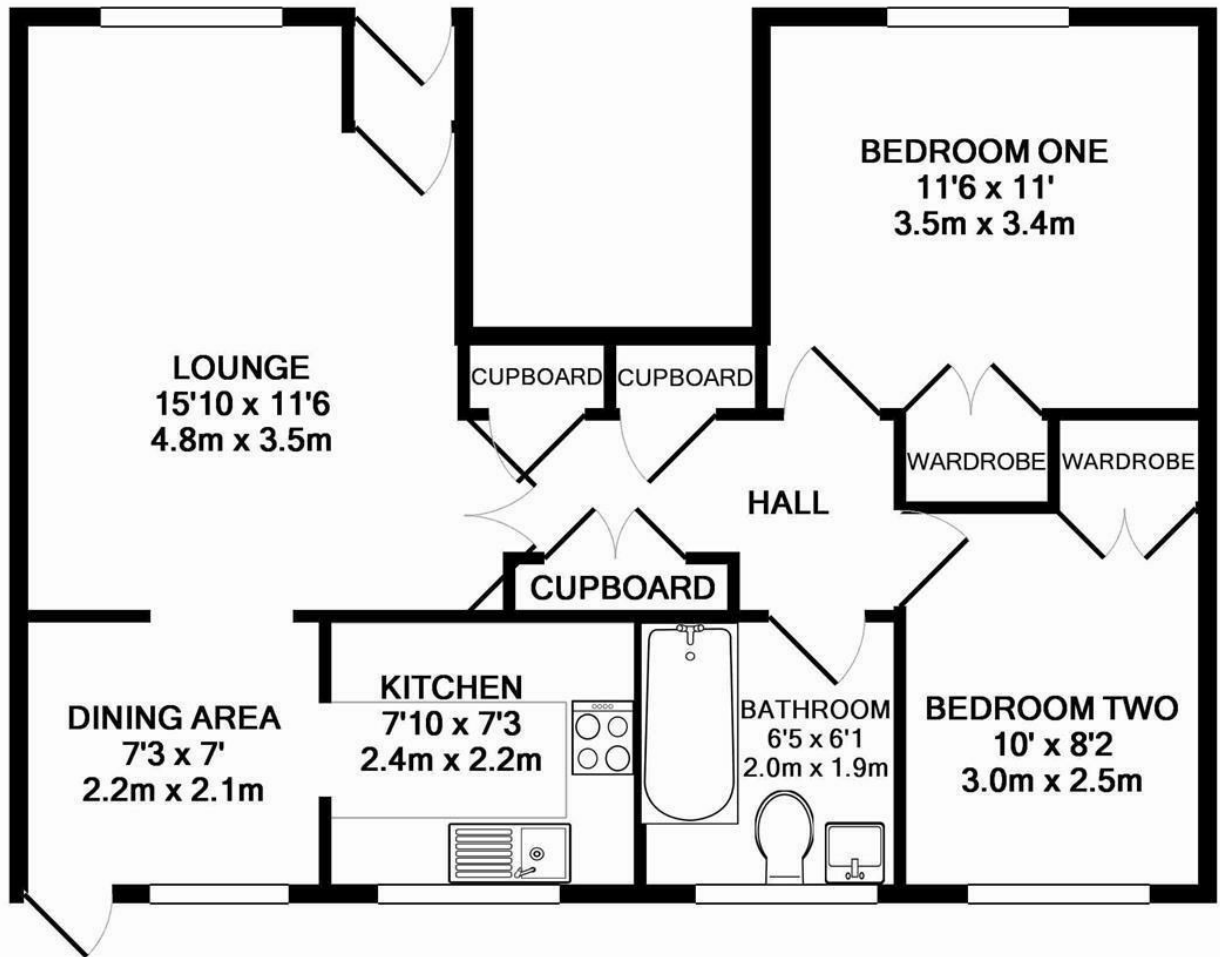 BEDROOM ONE
11'6 x 11'
3.5m x 3.4m
LOUNGE
15'10 x 11'6
4.8m x 3.5m
CUPBOARD
CUPBOARD
WARDROBE
WARDROBE
HALL
CUPBOARD
DINING AREA
7'3 x 7'
2.2m x 2.1m
KITCHEN
7'10 x 7'3
2.4m x 2.2m
BATHROOM
6'5 x 6'1
2.0m x 1.9m
BEDROOM TWO
10' x 8'2
3.0m x 2.5m